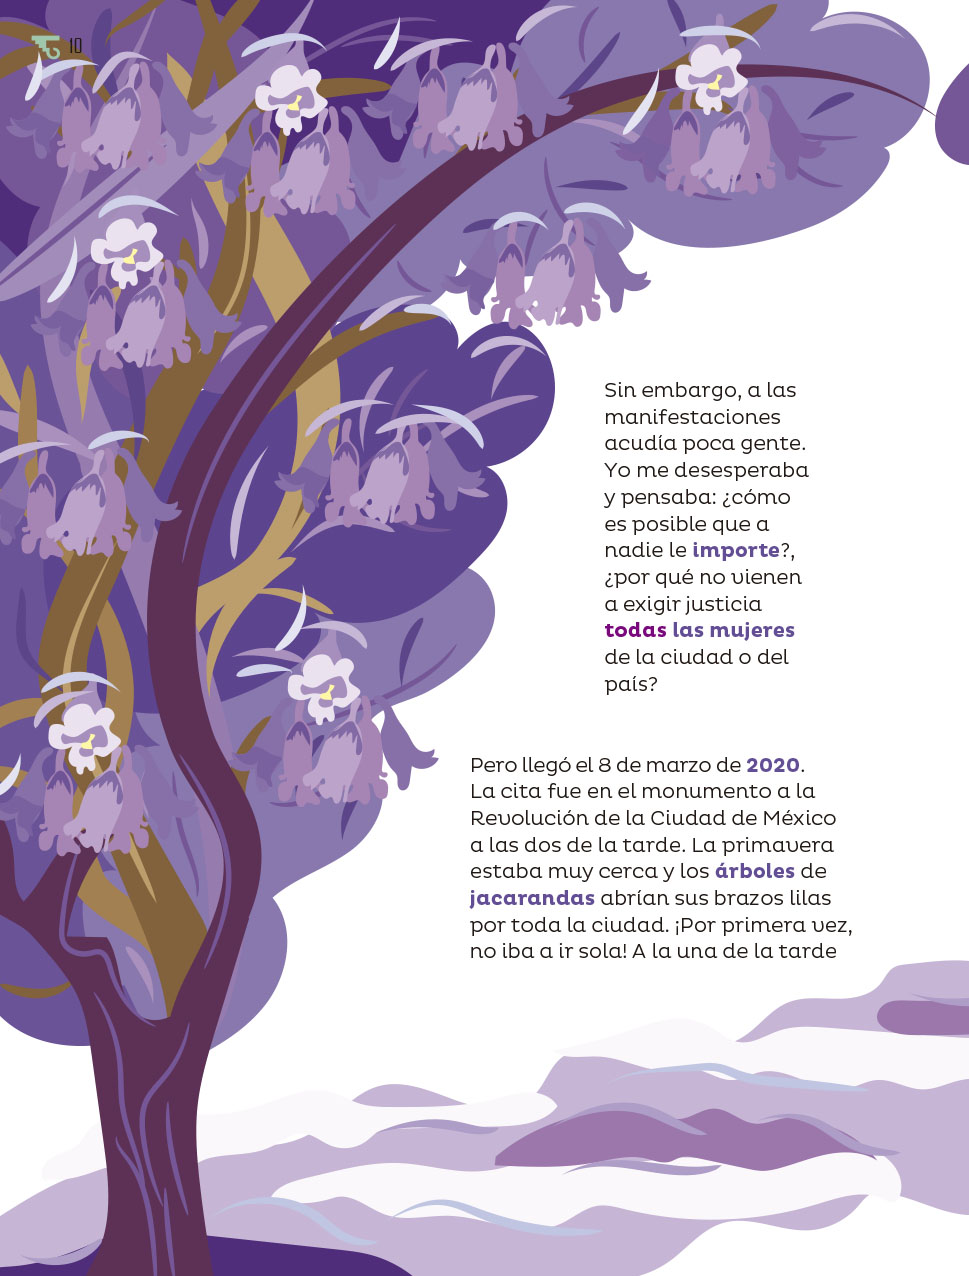 10
Sin embargo, a las
manifestaciones
acudía poca gente.
Yo me desesperaba
y pensaba: ¿cómo
es posible que a
nadie le importe?,
¿por qué no vienen
a exigir justicia
todas las mujeres
de la ciudad o del
país?
Pero llegó el 8 de marzo de 2020.
La cita fue en el monumento a la
Revolución de la Ciudad de México
a las dos de la tarde. La primavera
estaba muy cerca y los árboles de
jacarandas abrían sus brazos lilas
por toda la ciudad. ¡Por primera vez,
no iba a ir sola! A la una de la tarde